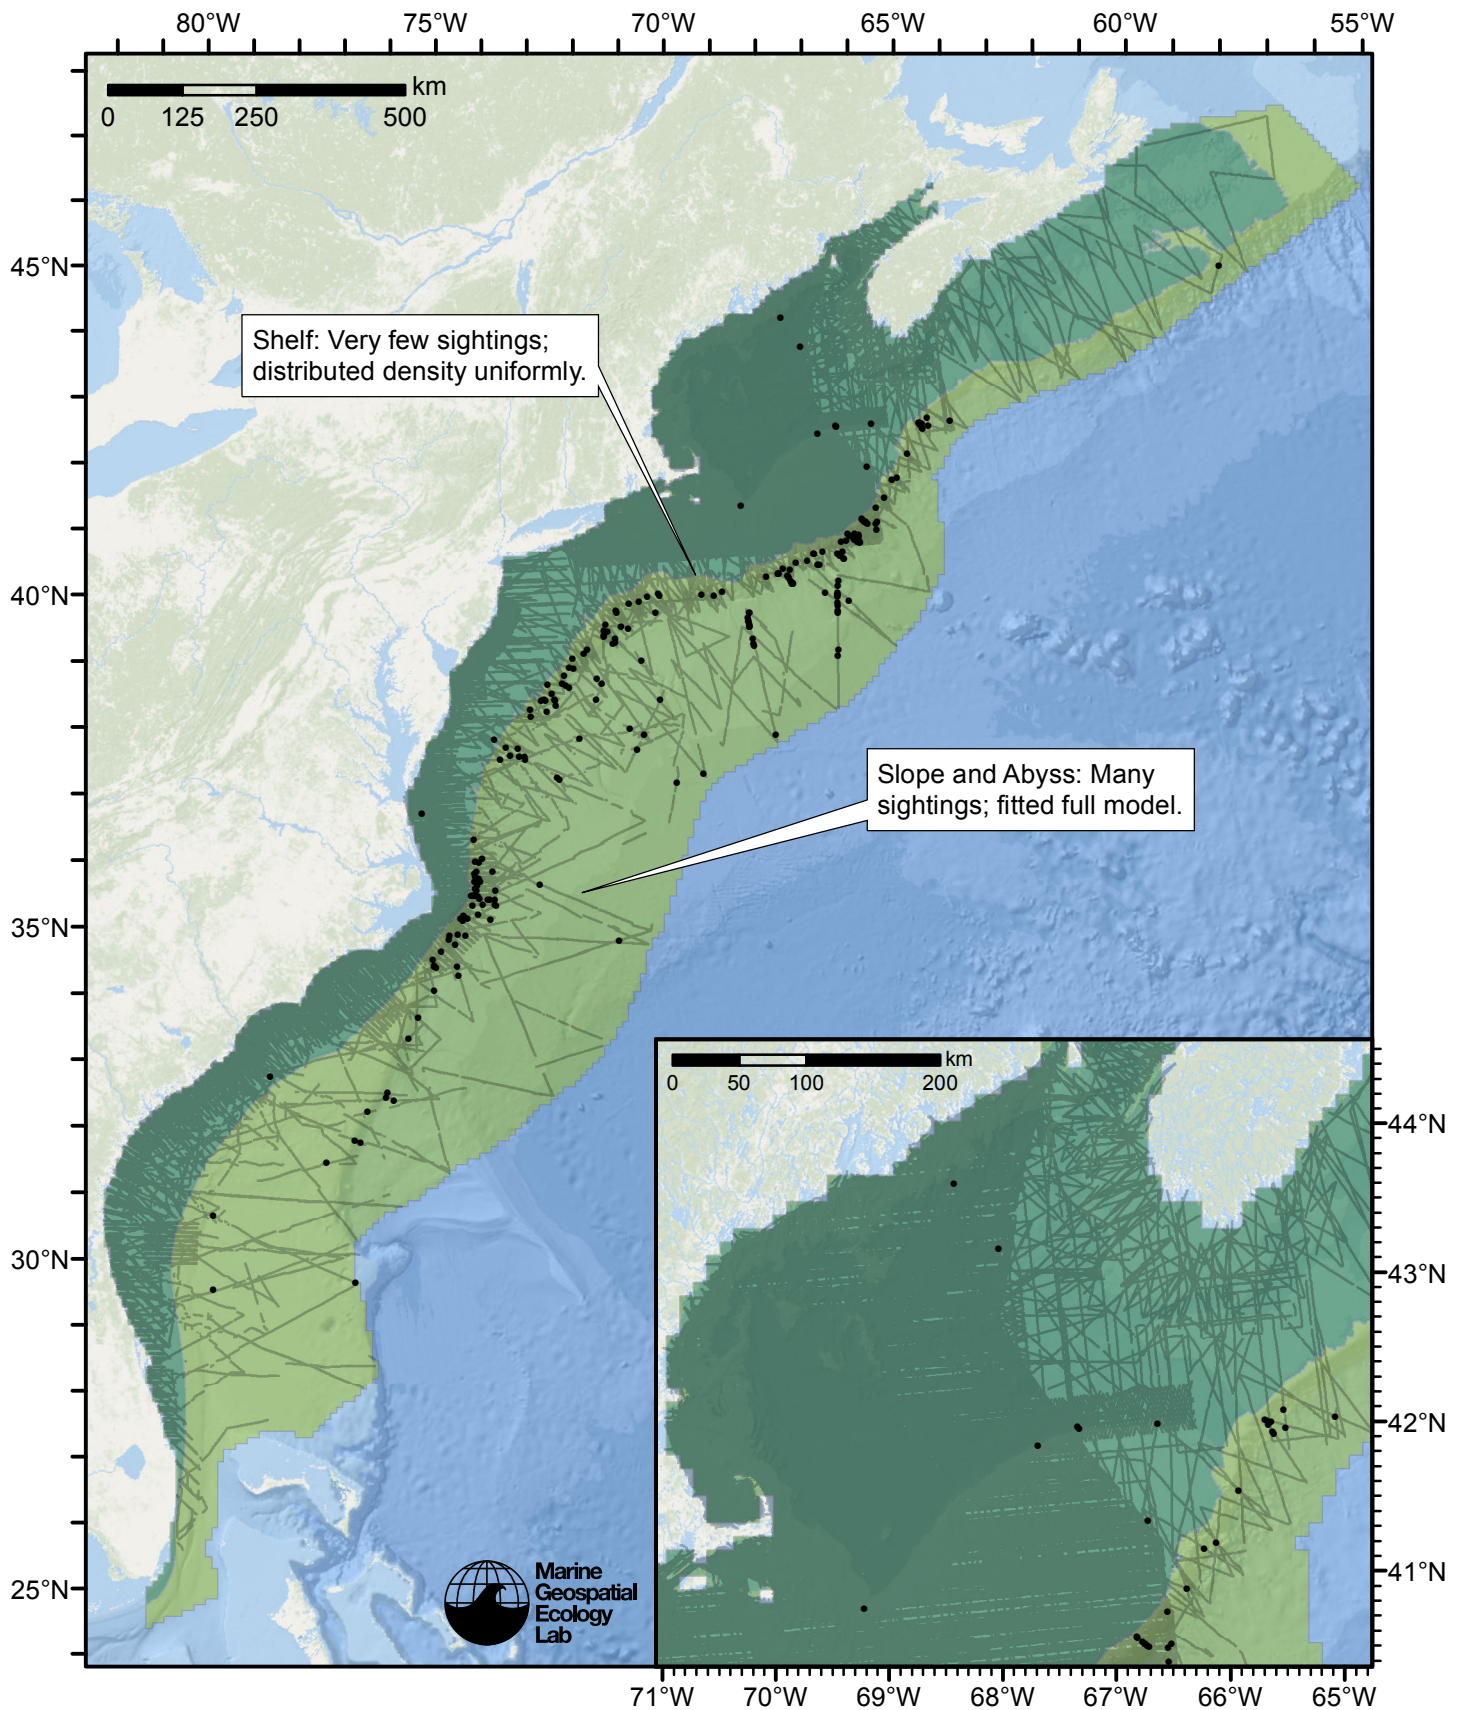 80°W 75°W 70°W 65°W 60°W 55°W
km
0 125 250 500
45°N
Shelf: Very few sightings;
distributed density uniformly.
40°N
Slope and Abyss: Many
sightings; fitted full model.
35°N
30°N
25°N
km
0 50 100 200
44°N
43°N
42°N
41°N
Marine
Geospatial
Ecology
Lab
71°W 70°W 69°W 68°W 67°W 66°W 65°W